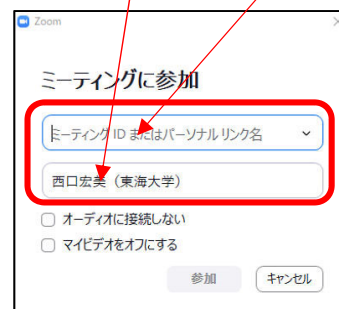 Zoom
ミーティングに参加
ミーティング ID またはパーソナルリンク名
西口宏美（東海大学）
オーディオに接続しない
マイビデオをオフにする
参加
キャンセル